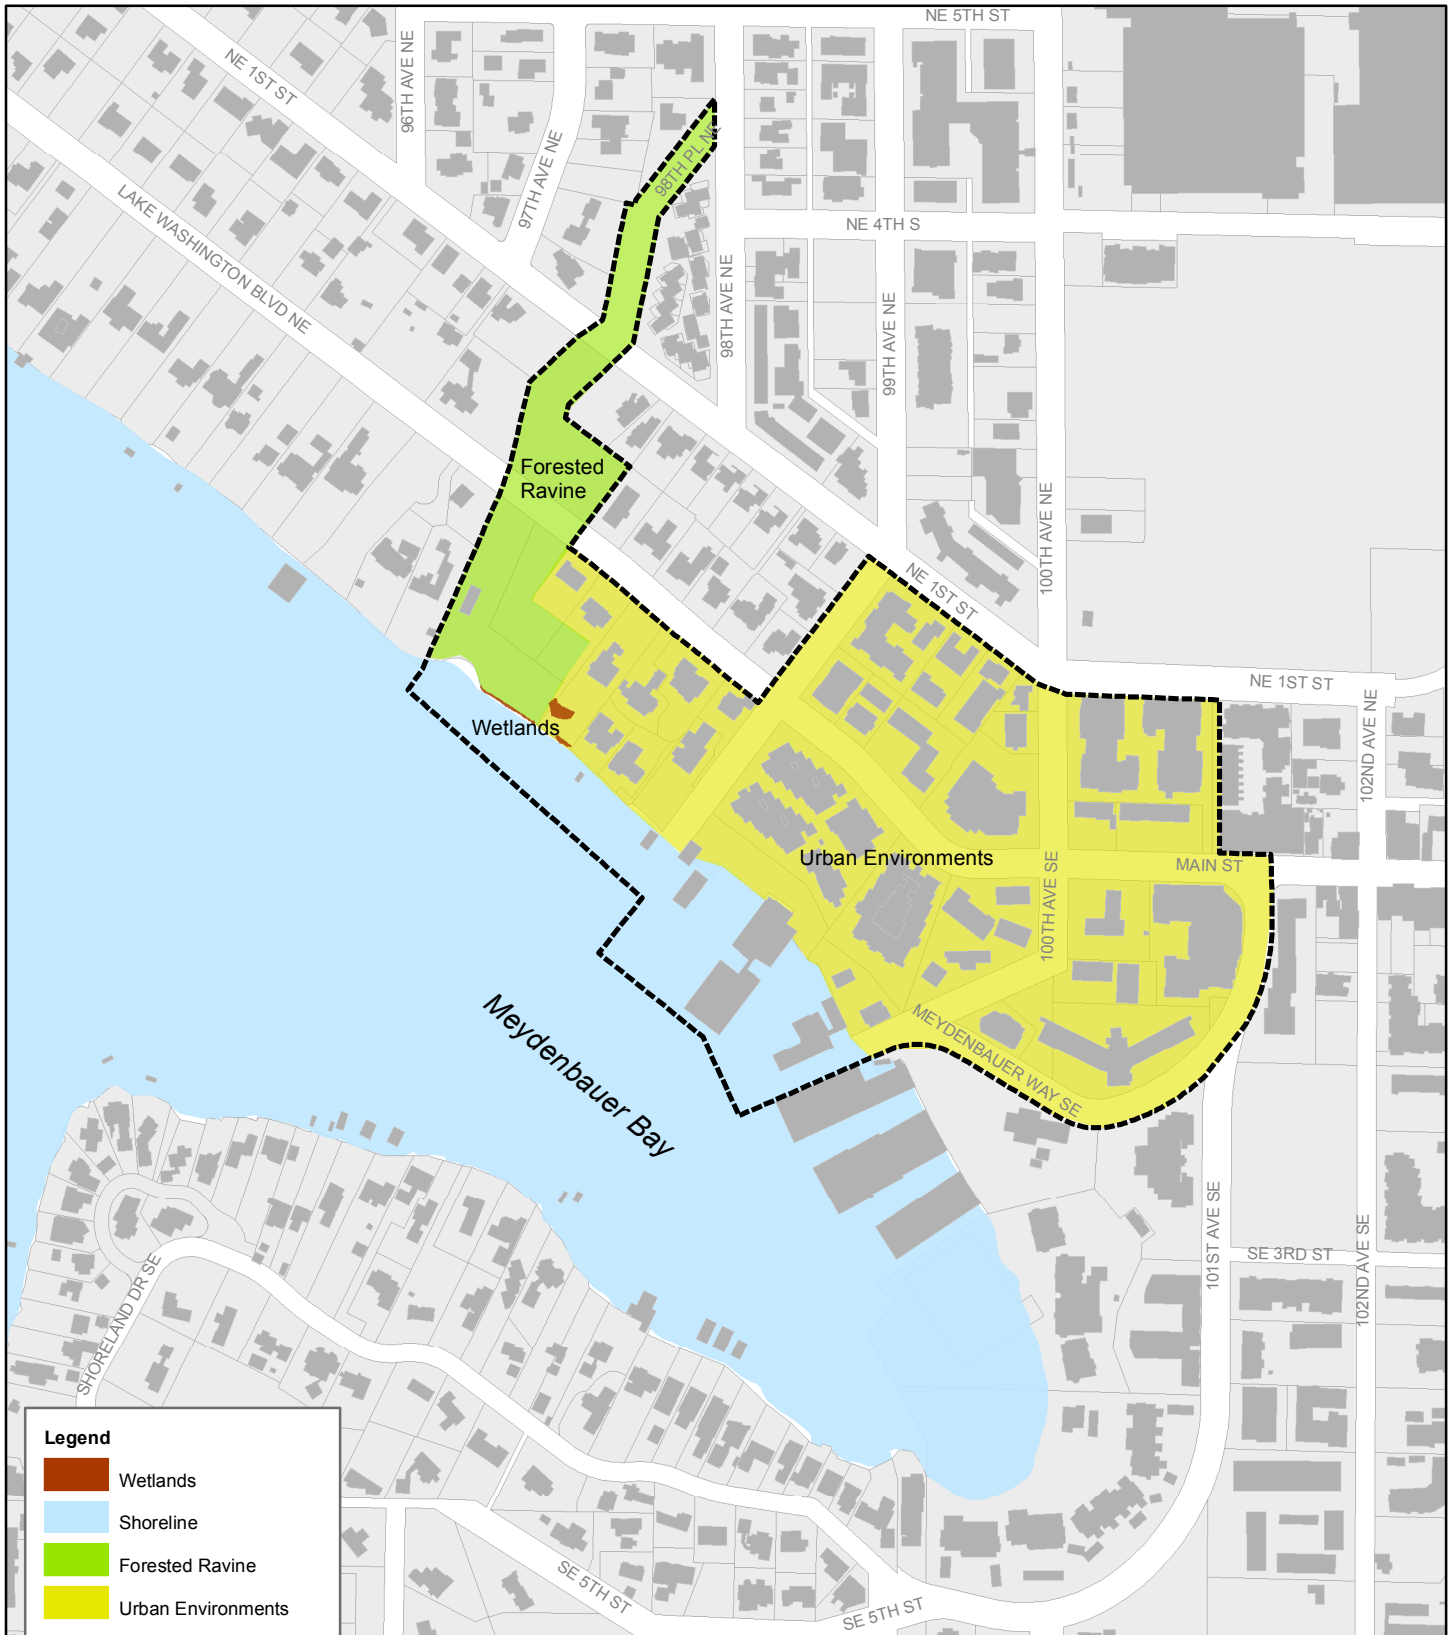 NE 5TH ST
96TH AVE NE
NE 1ST ST
97TH AVE NE
98TH PL NE
LAKE WASHINGTON BLVD NE
NE 4TH S
98TH AVE NE
99TH AVE NE
100TH AVE NE
Forested
Ravine
NE 1ST ST
NE 1ST ST
102ND AVE NE
Wetlands
Urban Environments
MAIN ST
100TH AVE SE
MEYDENBAUER WAY SE
Meydenbauer Bay
101ST AVE SE
SE 3RD ST
102ND AVE SE
SHORELAND DR SE
SE 5TH ST
SE 5TH ST
Legend
Wetlands
Shoreline
Forested Ravine
Urban Environments